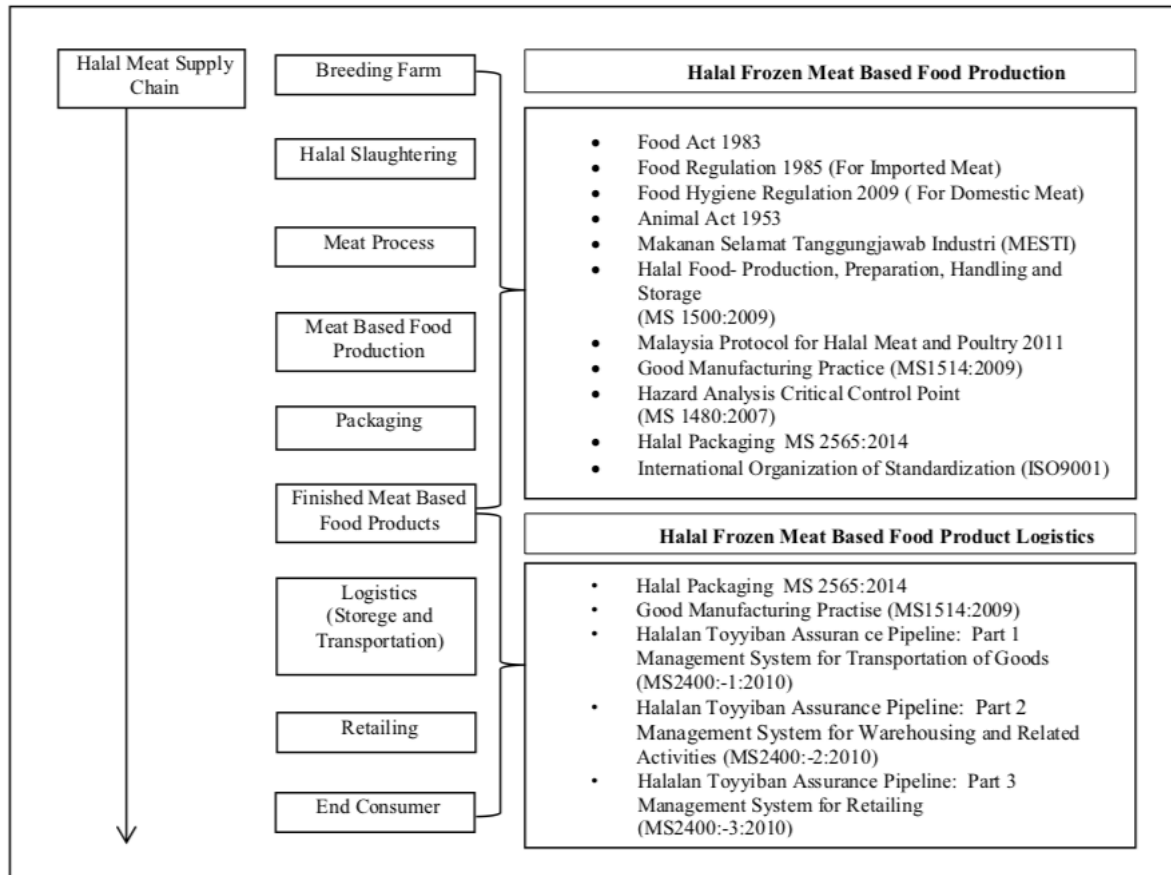 Halal Meat Supply
Chain
Breeding Farm
Halal Slaughtering
Meat Process
Meat Based Food
Production
Packaging
Finished Meat Based
Food Products
Logistics
(Storege and
Transportation)
Retailing
End Consumer
Halal Frozen Meat Based Food Production
• Food Act 1983
• Food Regulation 1985 (For Imported Meat)
• Food Hygiene Regulation 2009 ( For Domestic Meat)
• Animal Act 1953
• Makanan Selamat Tanggungjawab Industri (MESTI)
• Halal Food- Production, Preparation, Handling and
Storage
(MS 1500:2009)
• Malaysia Protocol for Halal Meat and Poultry 2011
• Good Manufacturing Practice (MS1514:2009)
• Hazard Analysis Critical Control Point
(MS 1480:2007)
• Halal Packaging MS 2565:2014
• International Organization of Standardization (ISO9001)
Halal Frozen Meat Based Food Product Logistics
• Halal Packaging MS 2565:2014
• Good Manufacturing Practise (MS1514:2009)
• Halalan Toyyiban Assuran ce Pipeline: Part 1
Management System for Transportation of Goods
(MS2400:-1:2010)
• Halalan Toyyiban Assurance Pipeline: Part 2
Management System for Warehousing and Related
Activities (MS2400:-2:2010)
• Halalan Toyyiban Assurance Pipeline: Part 3
Management System for Retailing
(MS2400:-3:2010)